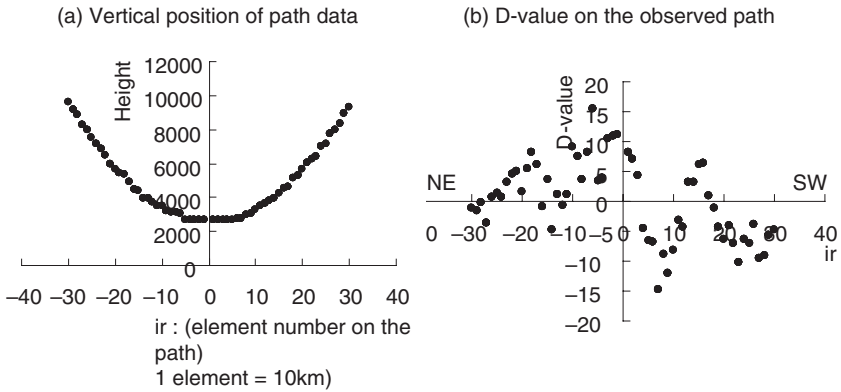 (a) Vertical position of path data
Height
12000
10000
8000
6000
4000
2000
0
−40 −30 −20 −10 0 10 20 30 40
ir : (element number on the
path)
1 element = 10km)
(b) D-value on the observed path
D-value
20
15
10
5
0
−5
−10
−15
−20
NE
SW
0 −30 −20 −10 0 10 20 30 40
ir